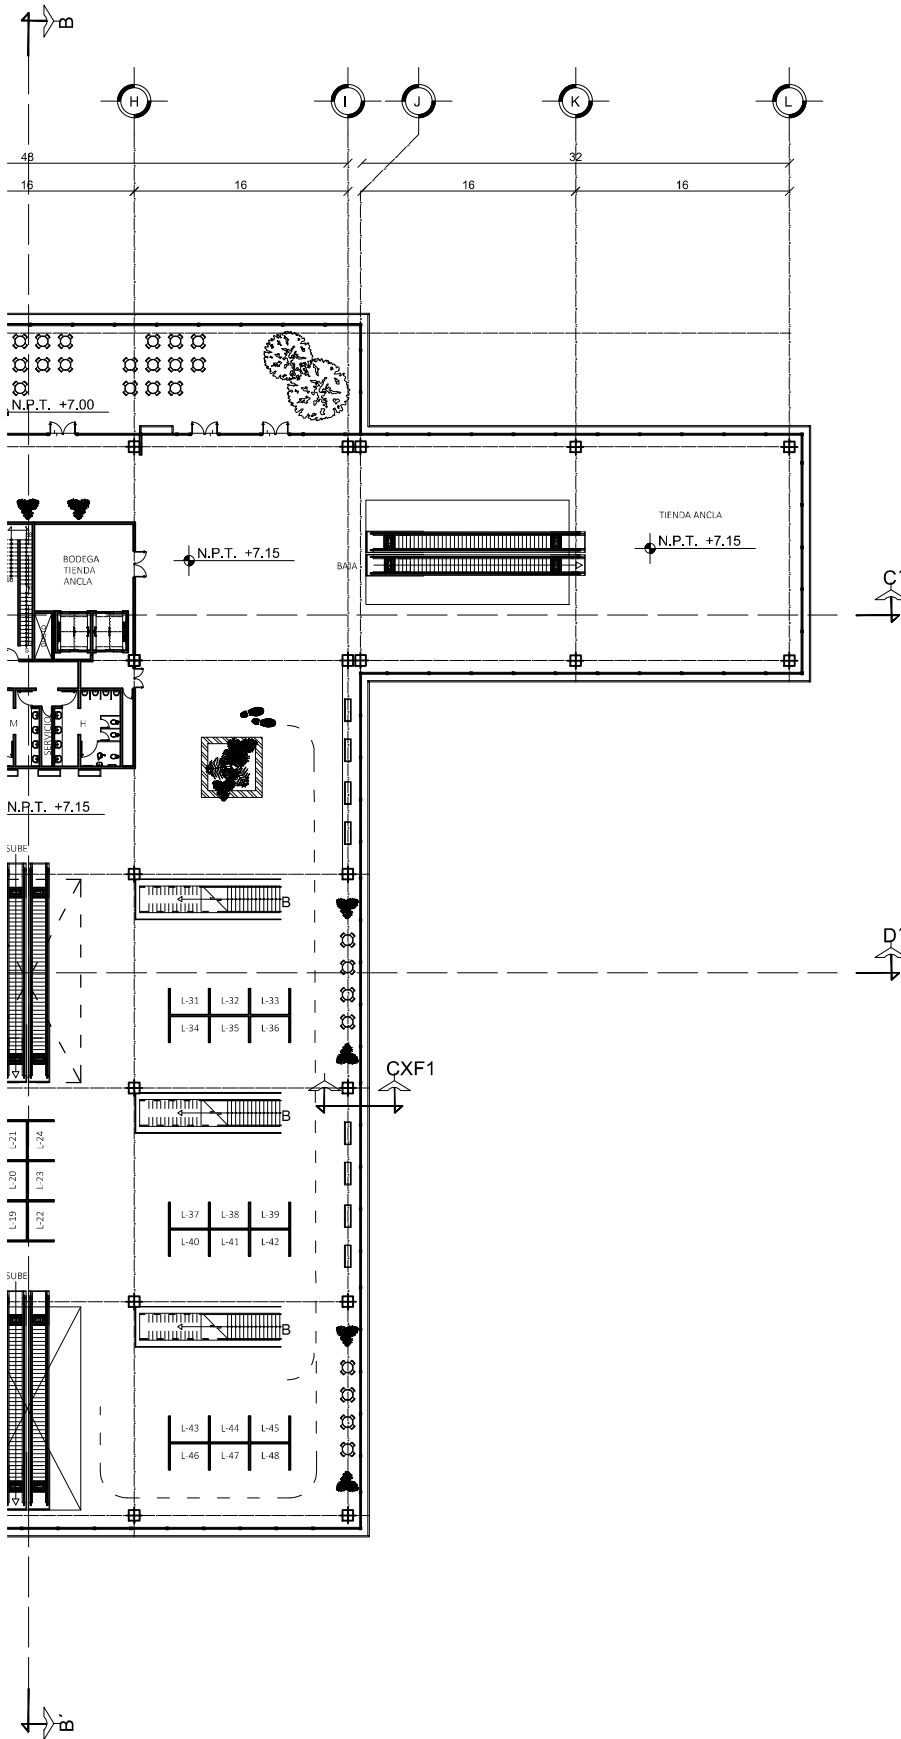 B
H
I
J
K
L
48
32
16
16
16
16
N.P.T. +7.00
TIENDA ANCLA
N.P.T. +7.15
N.P.T. +7.15
BODEGA
TIENDA
ANCLA
BAJA
C1
M
SERVICIO
H
N.P.T. +7.15
SUBE
B
D1
L-31
L-32
L-33
L-34
L-35
L-36
CXF1
B
L-21
L-24
L-20
L-23
L-19
L-22
L-37
L-38
L-39
L-40
L-41
L-42
SUBE
B
L-43
L-44
L-45
L-46
L-47
L-48
B'